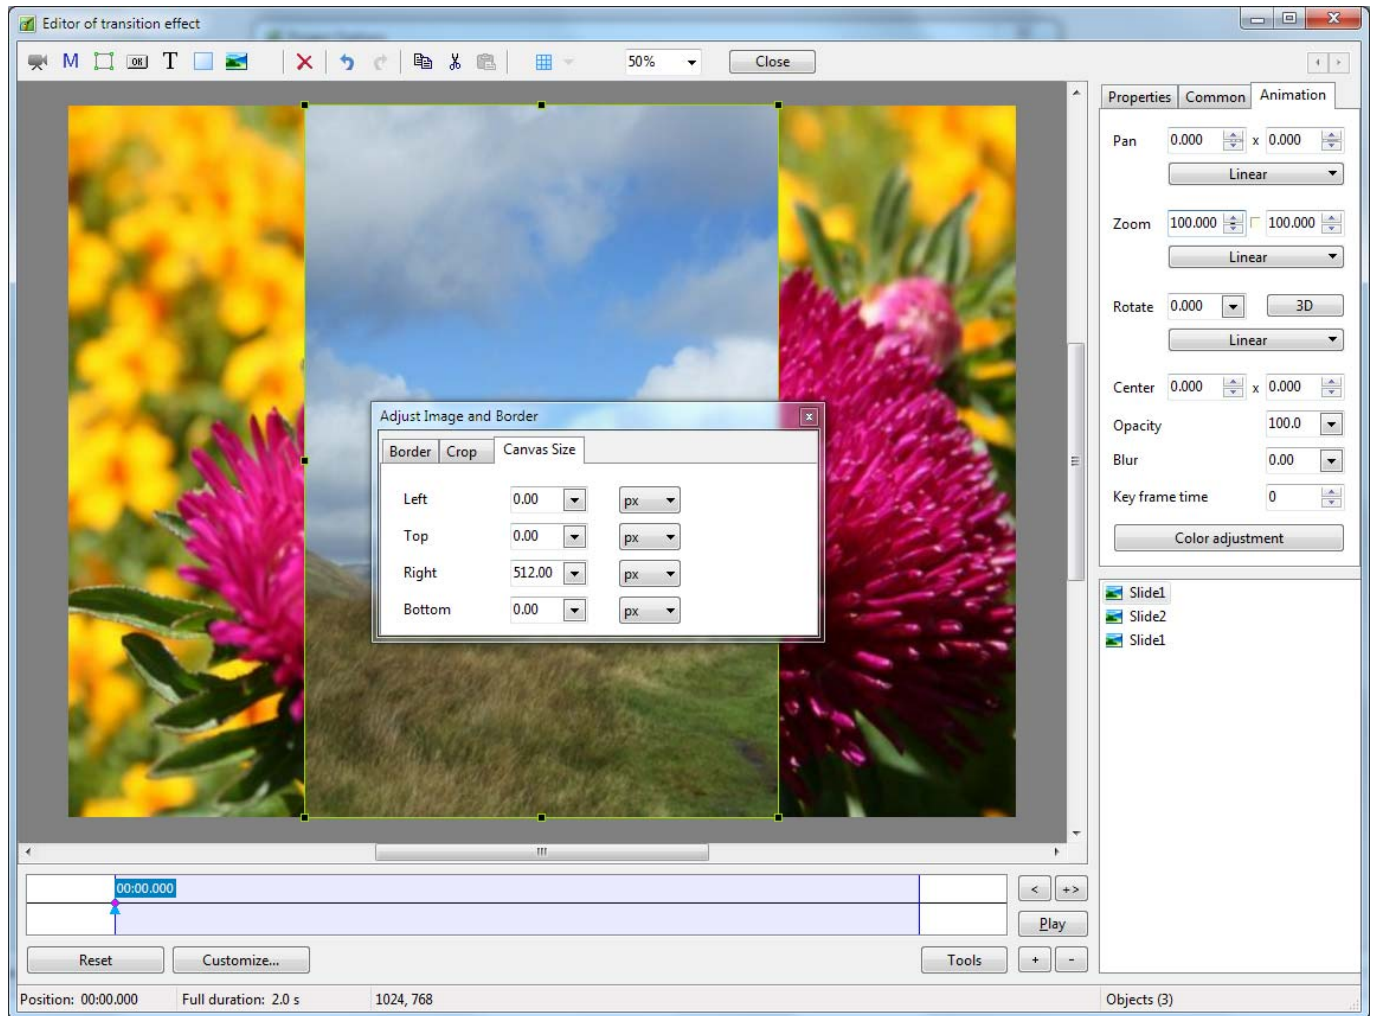 Editor of transition effect
M OK T 50% Close
Properties Common Animation
Pan 0.000 x 0.000
Linear
Zoom 100.000 100.000
Linear
Rotate 0.000 3D
Linear
Center 0.000 x 0.000
Opacity 100.0
Blur 0.00
Key frame time 0
Color adjustment
Slide1
Slide2
Slide1
Adjust Image and Border
Border Crop Canvas Size
Left 0.00 px
Top 0.00 px
Right 512.00 px
Bottom 0.00 px
00:00.000
< +>
Play
Reset Customize... Tools + -
Position: 00:00.000 Full duration: 2.0 s 1024, 768 Objects (3)